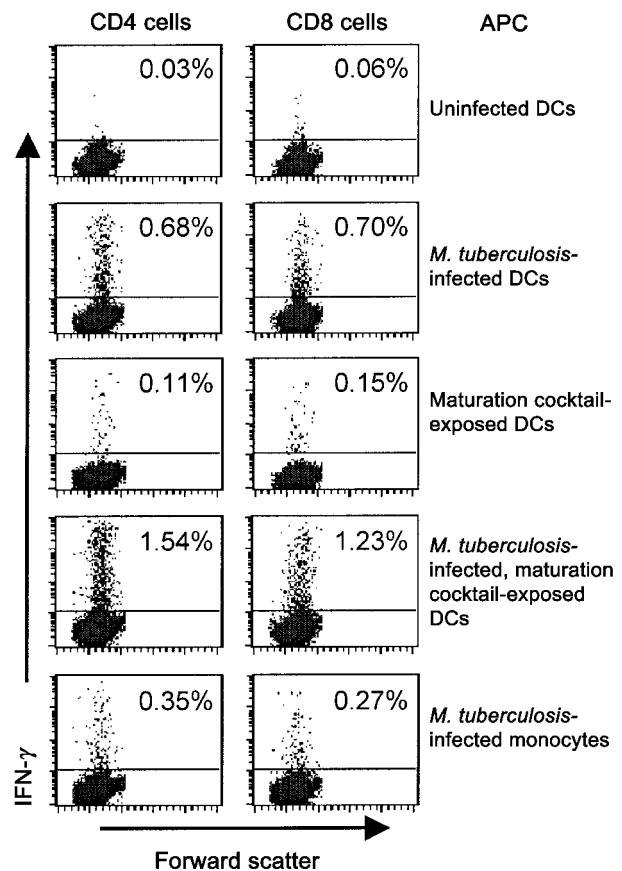 CD4 cells CD8 cells APC
0.03% 0.06% Uninfected DCs
0.68% 0.70% M. tuberculosis-
infected DCs
0.11% 0.15% Maturation cocktail-
exposed DCs
1.54% 1.23% M. tuberculosis-
infected, maturation
cocktail-exposed
DCs
0.35% 0.27% M. tuberculosis-
infected monocytes
IFN-γ
Forward scatter